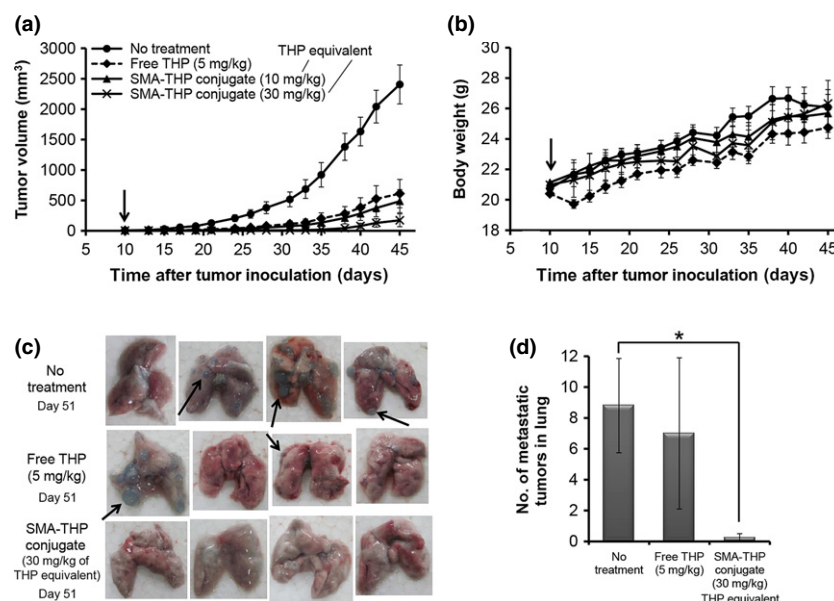 (a)
No treatment
THP equivalent
Free THP (5 mg/kg)
SMA-THP conjugate (10 mg/kg)
SMA-THP conjugate (30 mg/kg)
Tumor volume (mm³)
3000
2500
2000
1500
1000
500
0
5 10 15 20 25 30 35 40 45
Time after tumor inoculation (days)
(b)
Body weight (g)
30
28
26
24
22
20
18
5 10 15 20 25 30 35 40 45
Time after tumor inoculation (days)
(c)
No
treatment
Day 51
Free THP
(5 mg/kg)
Day 51
SMA-THP
conjugate
(30 mg/kg of
THP equivalent)
Day 51
(d)
*
No. of metastatic
tumors in lung
12
10
8
6
4
2
0
No
treatment
Free THP
(5 mg/kg)
SMA-THP
conjugate
(30 mg/kg)
THP equivalent